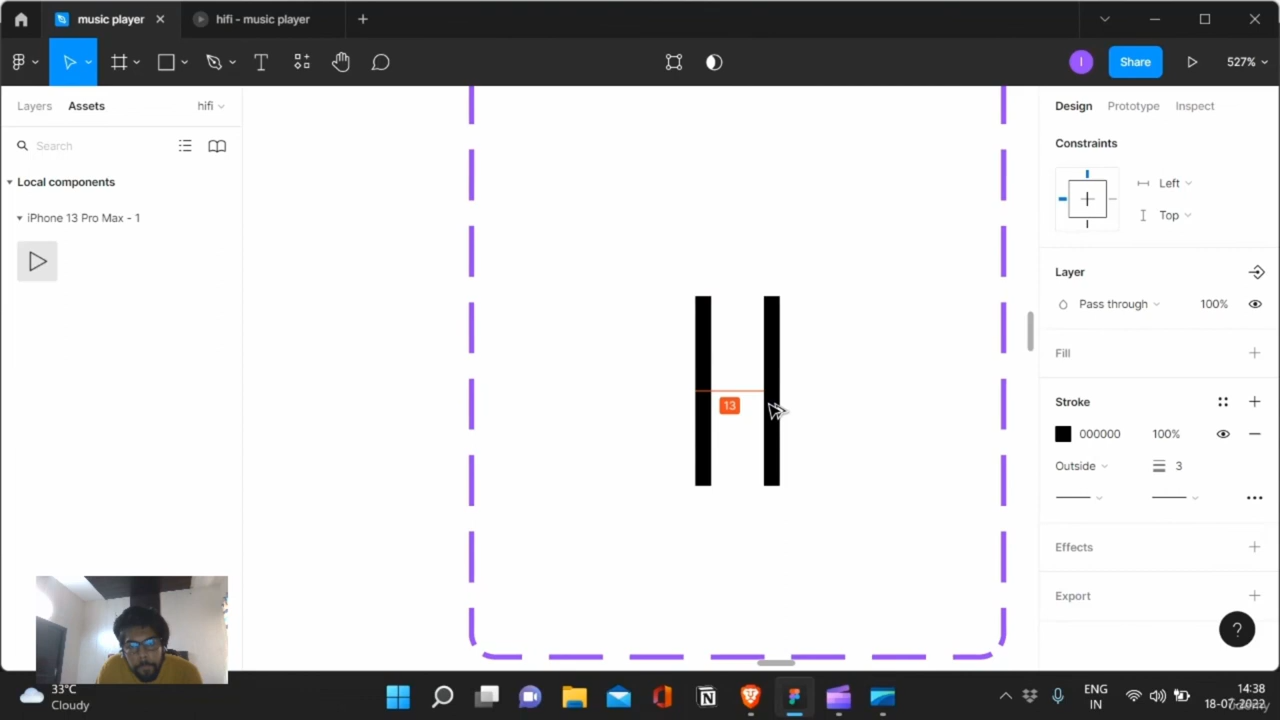 music player
hifi - music player
Share
527%
Layers
Assets
hifi
Design
Prototype
Inspect
Search
Constraints
Local components
Left
iPhone 13 Pro Max - 1
Top
Layer
Pass through
100%
Fill
13
Stroke
000000
100%
Outside
3
Effects
Export
?
33°C
Cloudy
ENG
IN
14:38
18-07-2022